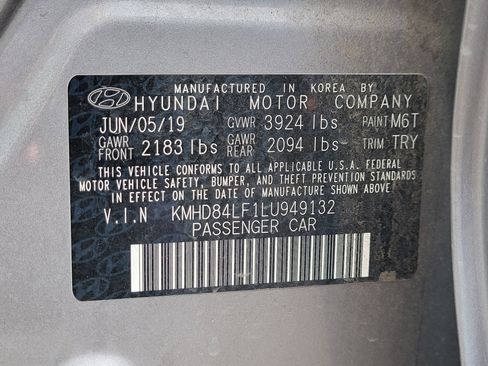 MANUFACTURED IN KOREA BY
HYUNDAI MOTOR COMPANY
JUN/05/19 GVWR 3924 lbs PAINT M6T
GAWR FRONT 2183 lbs GAWR REAR 2094 lbs TRIM TRY
THIS VEHICLE CONFORMS TO ALL APPLICABLE U.S.A. FEDERAL
MOTOR VEHICLE SAFETY, BUMPER, AND THEFT PREVENTION STANDARDS
IN EFFECT ON THE DATE OF MANUFACTURE SHOWN ABOVE.
V.I.N KMHD84LF1LU949132
PASSENGER CAR